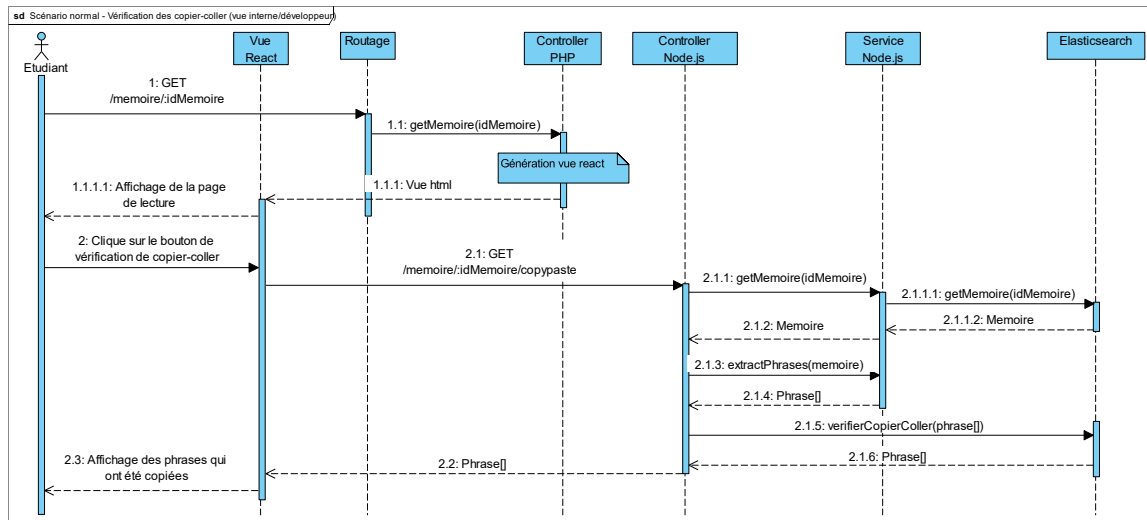 sd Scénario normal - Vérification des copier-coller (vue interne/développeur)
Etudiant
Vue
React
Routage
Controller
PHP
Controller
Node.js
Service
Node.js
Elasticsearch
1: GET
/memoire/:idMemoire
1.1: getMemoire(idMemoire)
Génération vue react
1.1.1: Vue html
1.1.1.1: Affichage de la page
de lecture
2: Clique sur le bouton de
vérification de copier-coller
2.1: GET
/memoire/:idMemoire/copypaste
2.1.1: getMemoire(idMemoire)
2.1.1.1: getMemoire(idMemoire)
2.1.1.2: Memoire
2.1.2: Memoire
2.1.3: extractPhrases(memoire)
2.1.4: Phrase[]
2.1.5: verifierCopierColler(phrase[])
2.1.6: Phrase[]
2.2: Phrase[]
2.3: Affichage des phrases qui
ont été copiées